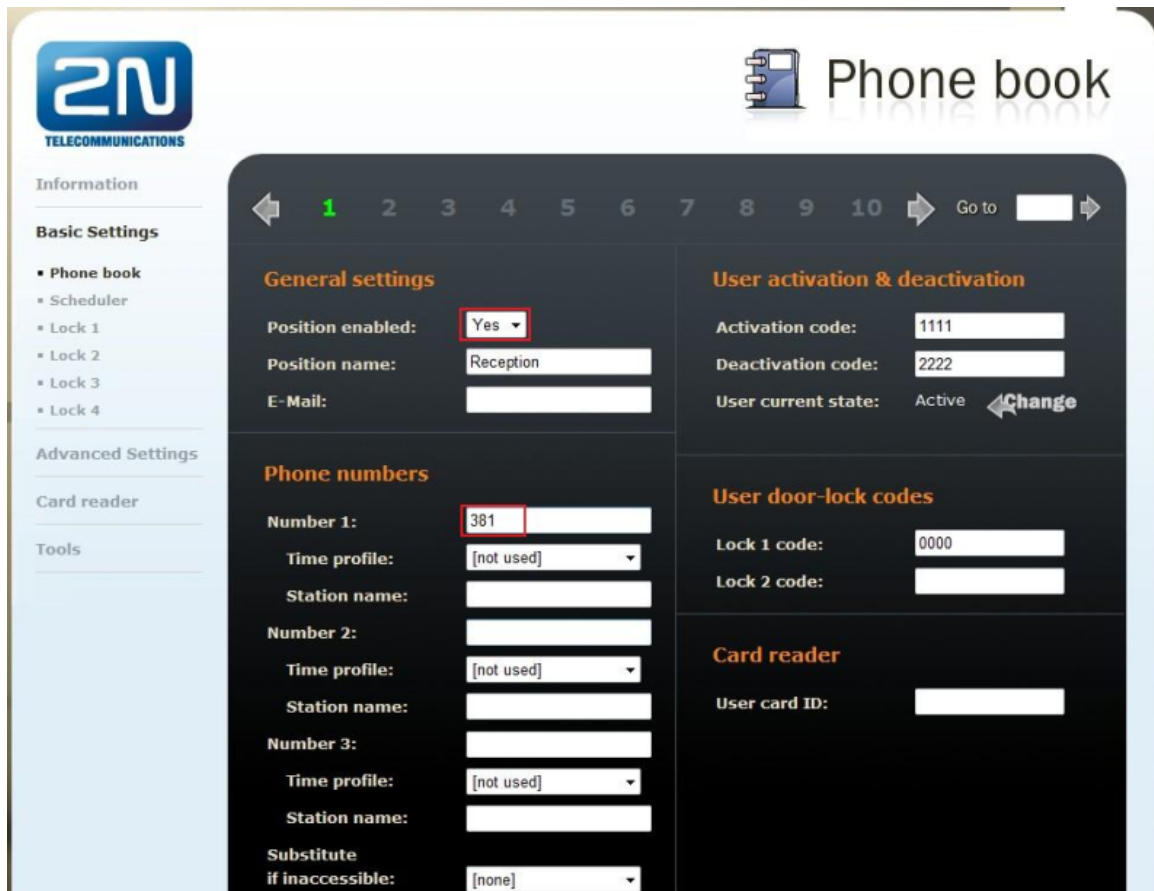 2N
TELECOMMUNICATIONS
Phone book
Information
Basic Settings
Phone book
Scheduler
Lock 1
Lock 2
Lock 3
Lock 4
Advanced Settings
Card reader
Tools
1 2 3 4 5 6 7 8 9 10 Go to
General settings
Position enabled: Yes
Position name: Reception
E-Mail:
Phone numbers
Number 1: 381
Time profile: [not used]
Station name:
Number 2:
Time profile: [not used]
Station name:
Number 3:
Time profile: [not used]
Station name:
Substitute
if inaccessible: [none]
User activation & deactivation
Activation code: 1111
Deactivation code: 2222
User current state: Active Change
User door-lock codes
Lock 1 code: 0000
Lock 2 code:
Card reader
User card ID: